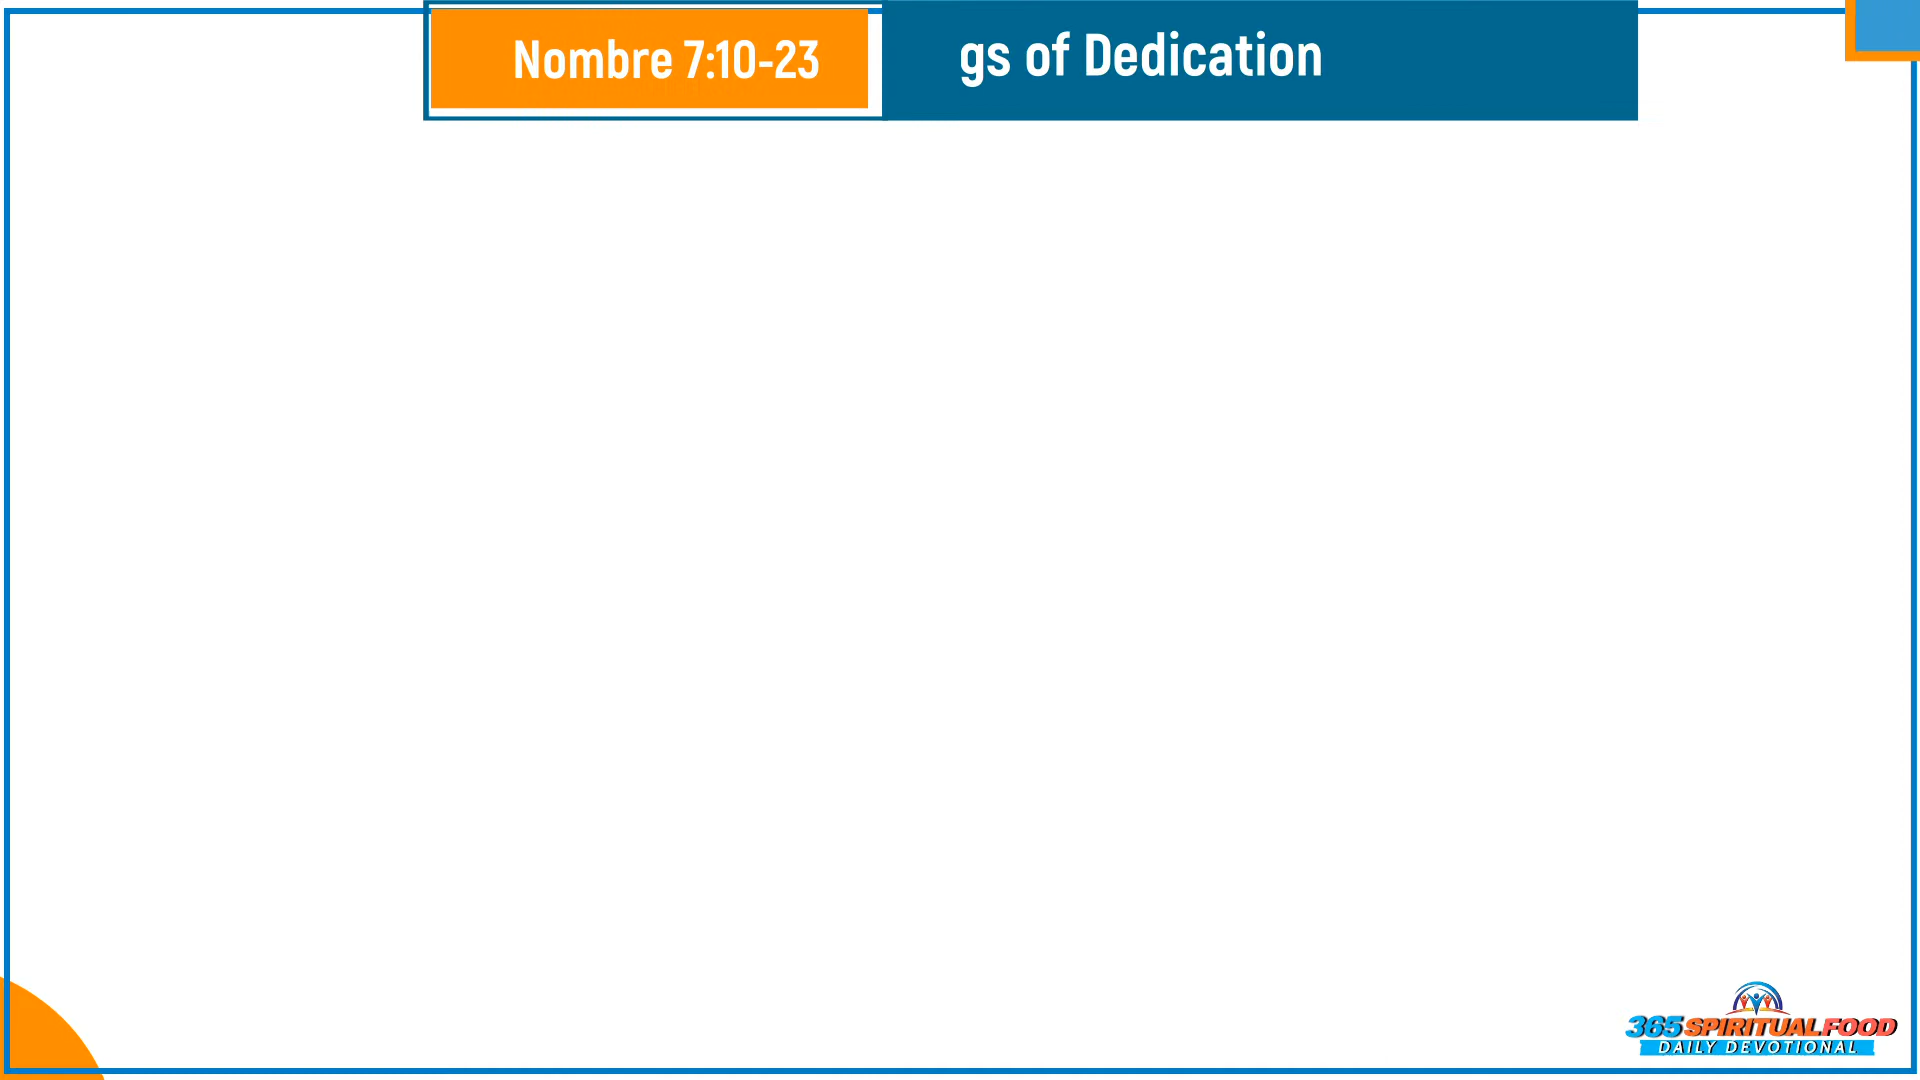 Nombre 7:10-23
gs of Dedication
365 SPIRITUAL FOOD
DAILY DEVOTIONAL